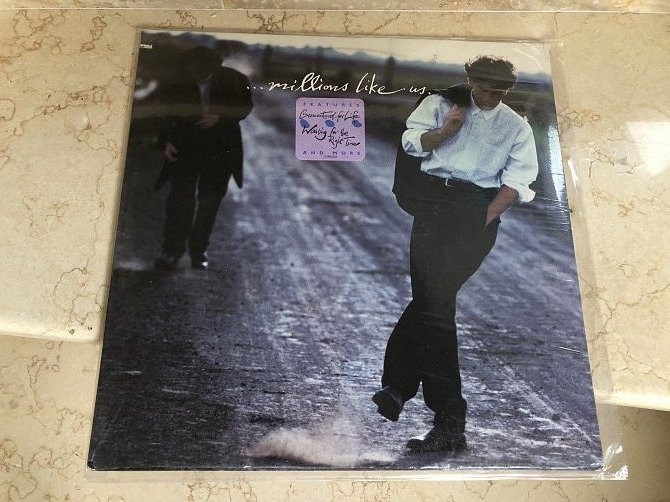 ...millions like us...
FEATURES
Guaranteed for Life
Waiting for the
Right Time
AND MORE